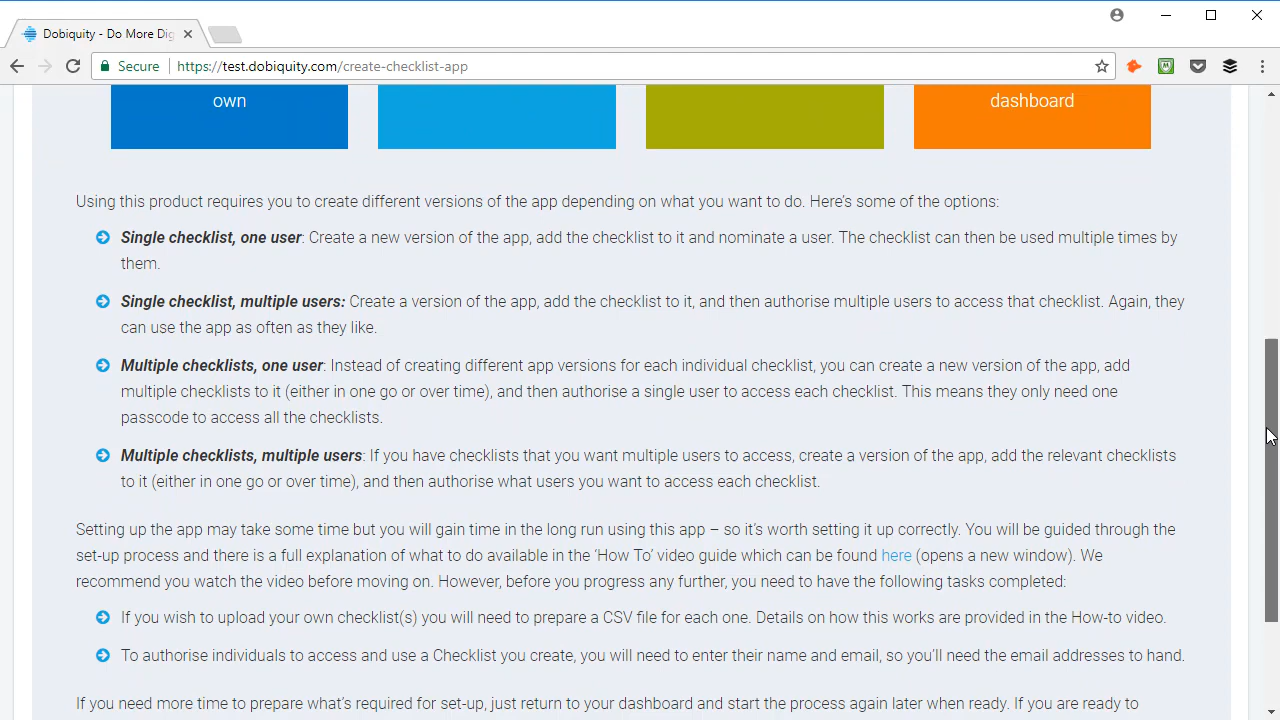 Dobiquity - Do More Dig
Secure
https://test.dobiquity.com/create-checklist-app
own
dashboard
Using this product requires you to create different versions of the app depending on what you want to do. Here's some of the options:
Single checklist, one user: Create a new version of the app, add the checklist to it and nominate a user. The checklist can then be used multiple times by
them.
Single checklist, multiple users: Create a version of the app, add the checklist to it, and then authorise multiple users to access that checklist. Again, they
can use the app as often as they like.
Multiple checklists, one user: Instead of creating different app versions for each individual checklist, you can create a new version of the app, add
multiple checklists to it (either in one go or over time), and then authorise a single user to access each checklist. This means they only need one
passcode to access all the checklists.
Multiple checklists, multiple users: If you have checklists that you want multiple users to access, create a version of the app, add the relevant checklists
to it (either in one go or over time), and then authorise what users you want to access each checklist.
Setting up the app may take some time but you will gain time in the long run using this app – so it's worth setting it up correctly. You will be guided through the
set-up process and there is a full explanation of what to do available in the 'How To' video guide which can be found here (opens a new window). We
recommend you watch the video before moving on. However, before you progress any further, you need to have the following tasks completed:
If you wish to upload your own checklist(s) you will need to prepare a CSV file for each one. Details on how this works are provided in the How-to video.
To authorise individuals to access and use a Checklist you create, you will need to enter their name and email, so you'll need the email addresses to hand.
If you need more time to prepare what's required for set-up, just return to your dashboard and start the process again later when ready. If you are ready to